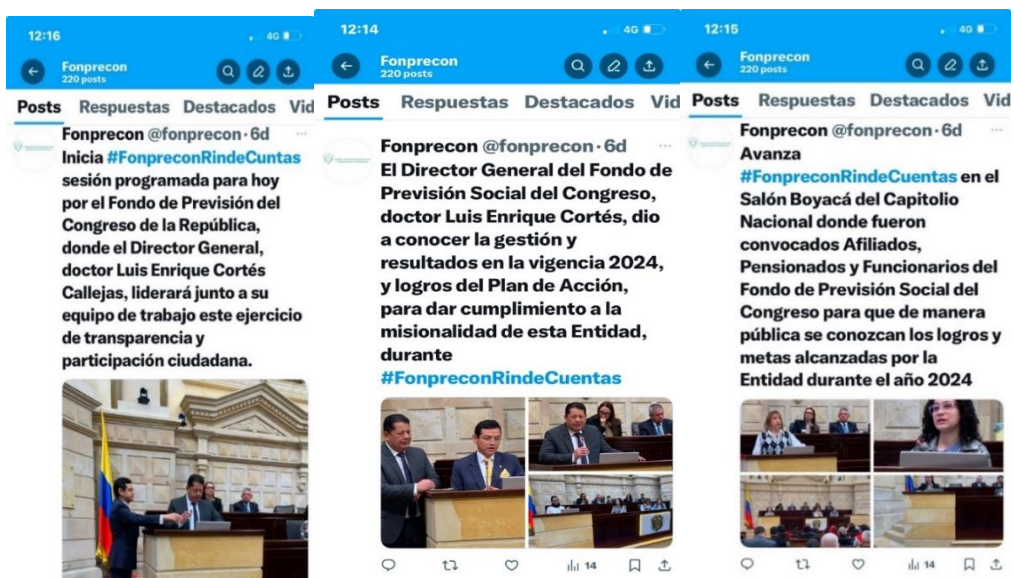 12:16
4G
Fonprecon
220 posts
Posts Respuestas Destacados Vid
Fonprecon @fonprecon·6d ...
Inicia #FonpreconRindeCuntas
sesión programada para hoy
por el Fondo de Previsión del
Congreso de la República,
donde el Director General,
doctor Luis Enrique Cortés
Callejas, liderará junto a su
equipo de trabajo este ejercicio
de transparencia y
participación ciudadana.
12:14
4G
Fonprecon
220 posts
Posts Respuestas Destacados Vid
Fonprecon @fonprecon·6d ...
El Director General del Fondo de
Previsión Social del Congreso,
doctor Luis Enrique Cortés, dio
a conocer la gestión y
resultados en la vigencia 2024,
y logros del Plan de Acción,
para dar cumplimiento a la
misionalidad de esta Entidad,
durante
#FonpreconRindeCuentas
14
12:15
4G
Fonprecon
220 posts
Posts Respuestas Destacados Vid
Fonprecon @fonprecon·6d ...
Avanza
#FonpreconRindeCuentas en el
Salón Boyacá del Capitolio
Nacional donde fueron
convocados Afiliados,
Pensionados y Funcionarios del
Fondo de Previsión Social del
Congreso para que de manera
pública se conozcan los logros y
metas alcanzadas por la
Entidad durante el año 2024
14